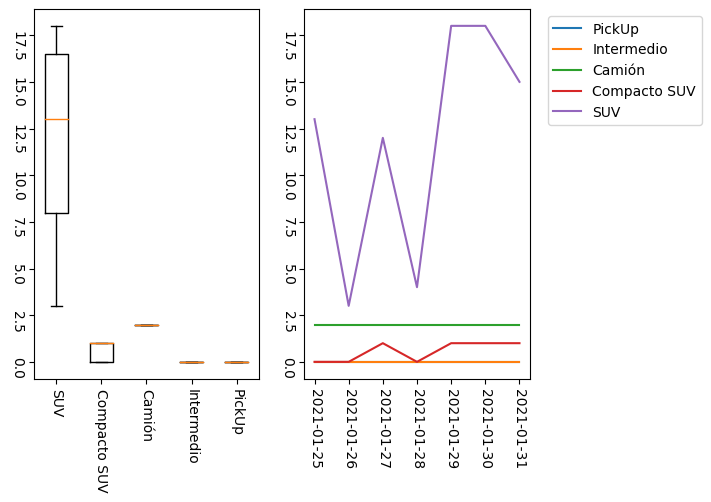 17.5
15.0
12.5
10.0
7.5
5.0
2.5
0.0
SUV
Compacto SUV
Camión
Intermedio
PickUp
17.5
15.0
12.5
10.0
7.5
5.0
2.5
0.0
2021-01-25
2021-01-26
2021-01-27
2021-01-28
2021-01-29
2021-01-30
2021-01-31
PickUp
Intermedio
Camión
Compacto SUV
SUV